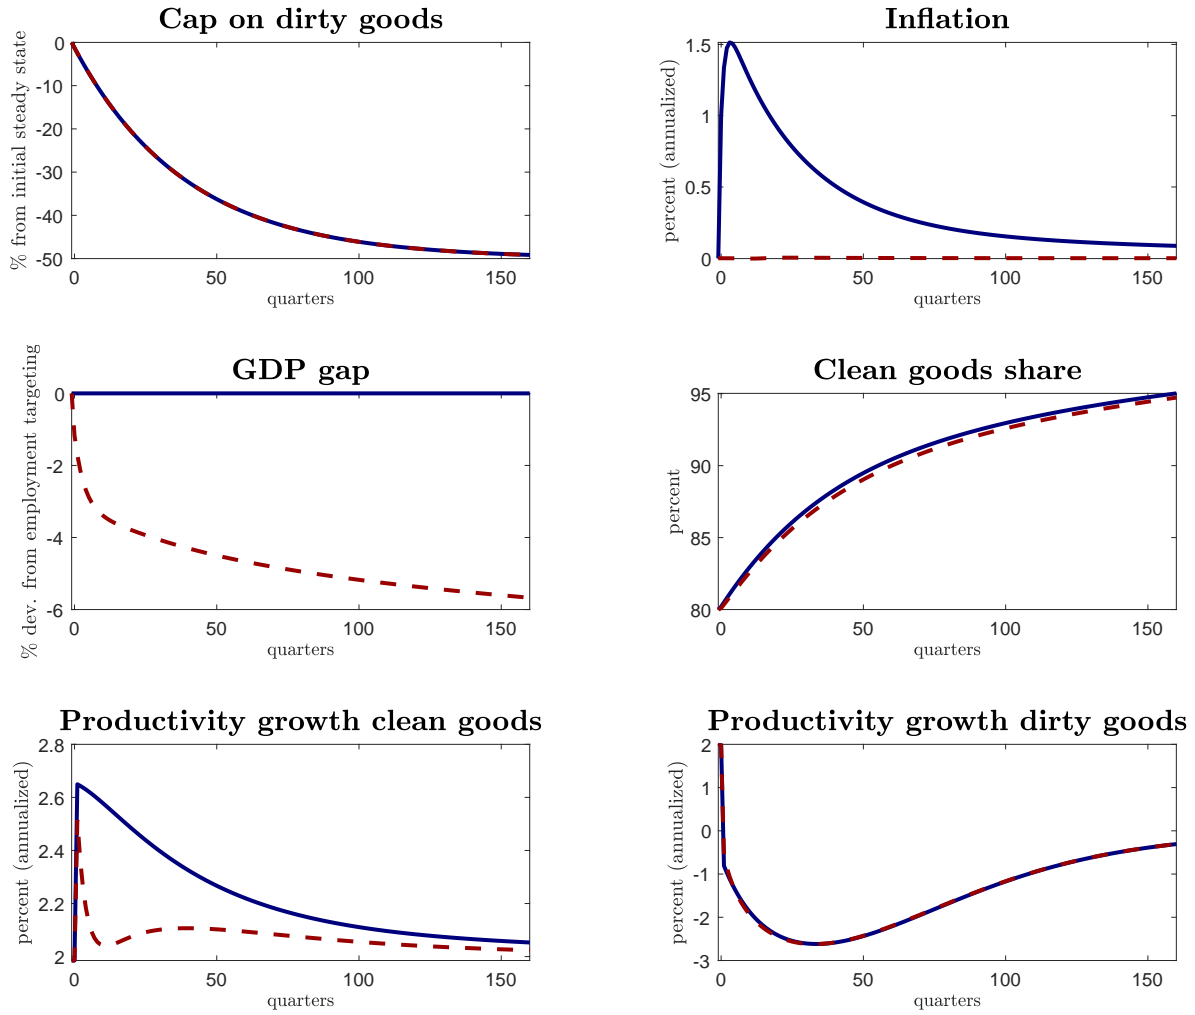 Cap on dirty goods
% from initial steady state
0
-10
-20
-30
-40
-50
0 50 100 150
quarters
Inflation
percent (annualized)
1.5
1
0.5
0
0 50 100 150
quarters
GDP gap
% dev. from employment targeting
0
-2
-4
-6
0 50 100 150
quarters
Clean goods share
percent
95
90
85
80
0 50 100 150
quarters
Productivity growth clean goods
percent (annualized)
2.8
2.6
2.4
2.2
2
0 50 100 150
quarters
Productivity growth dirty goods
percent (annualized)
2
1
0
-1
-2
-3
0 50 100 150
quarters